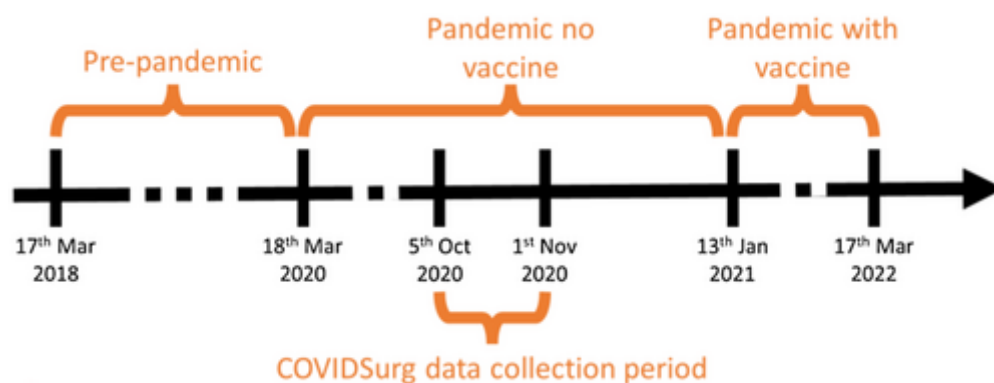 Pre-pandemic
Pandemic no
vaccine
Pandemic with
vaccine
17th Mar
2018
18th Mar
2020
5th Oct
2020
1st Nov
2020
13th Jan
2021
17th Mar
2022
COVIDSurg data collection period